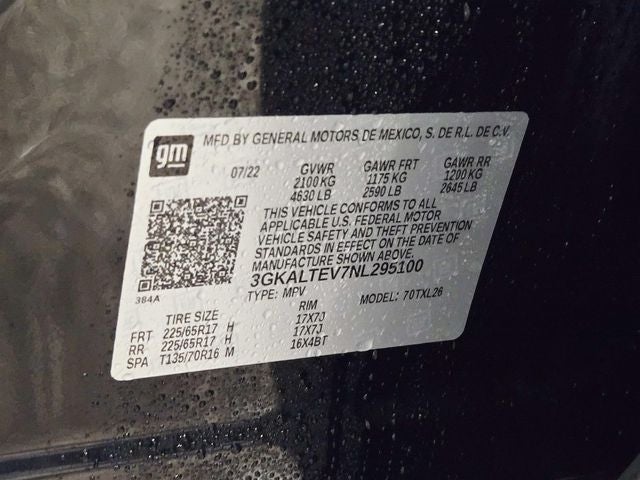 gm
MFD BY GENERAL MOTORS DE MEXICO, S. DE R.L. DE C.V.
07/22 GVWR GAWR FRT GAWR RR
2100 KG 1175 KG 1200 KG
4630 LB 2590 LB 2645 LB
THIS VEHICLE CONFORMS TO ALL
APPLICABLE U.S. FEDERAL MOTOR
VEHICLE SAFETY AND THEFT PREVENTION
STANDARDS IN EFFECT ON THE DATE OF
MANUFACTURE SHOWN ABOVE.
3GKALTEV7NL295100
384A
TYPE: MPV MODEL: 70TXL26
TIRE SIZE RIM
FRT 225/65R17 H 17X7J
RR 225/65R17 H 17X7J
SPA T135/70R16 M 16X4BT